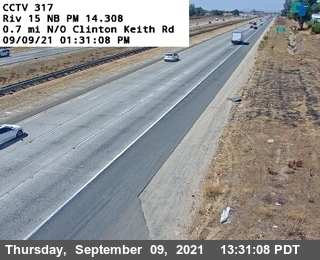 CCTV 317
Riv 15 NB PM 14.308
0.7 mi N/O Clinton Keith Rd
09/09/21 01:31:08 PM
Thursday, September 09, 2021 13:31:08 PDT